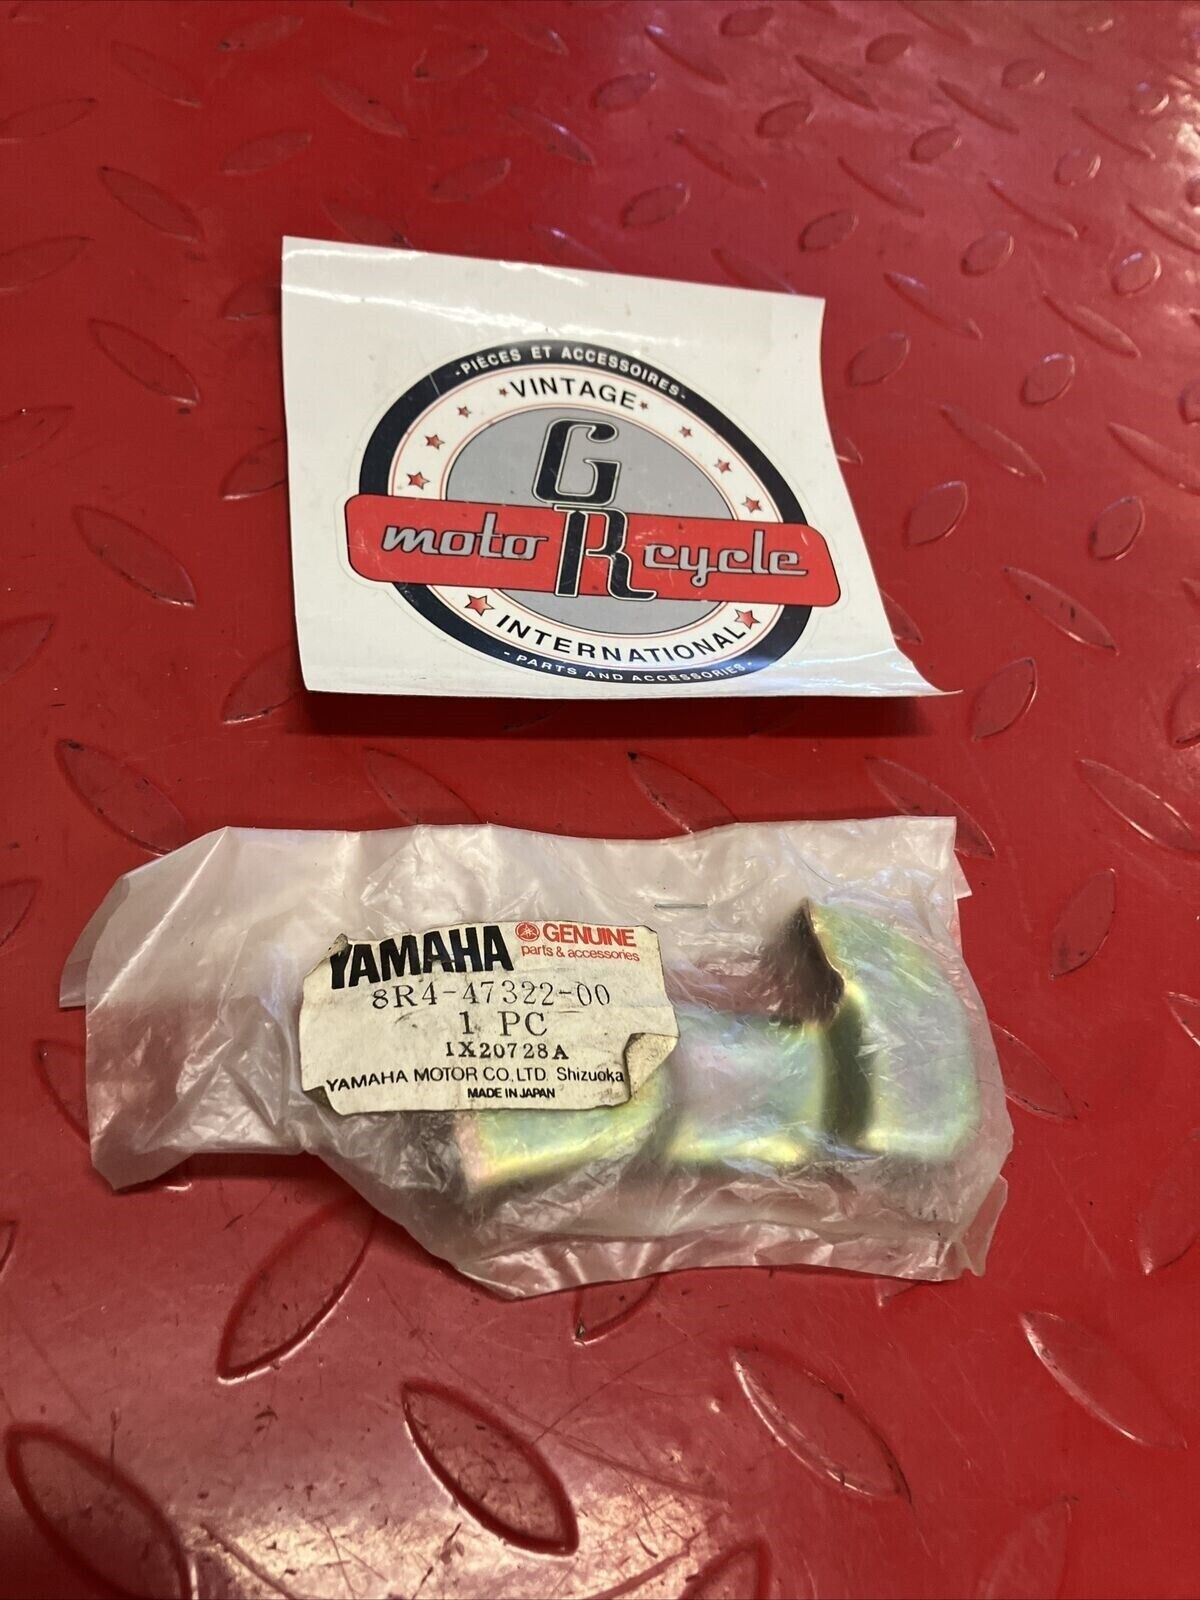 -PIÈCES ET ACCESSOIRES-
VINTAGE
G
moto R cycle
INTERNATIONAL
- PARTS AND ACCESSORIES -
YAMAHA GENUINE
parts & accessories
8R4-47322-00
1 PC
1X20728A
YAMAHA MOTOR CO.,LTD. Shizuoka
MADE IN JAPAN